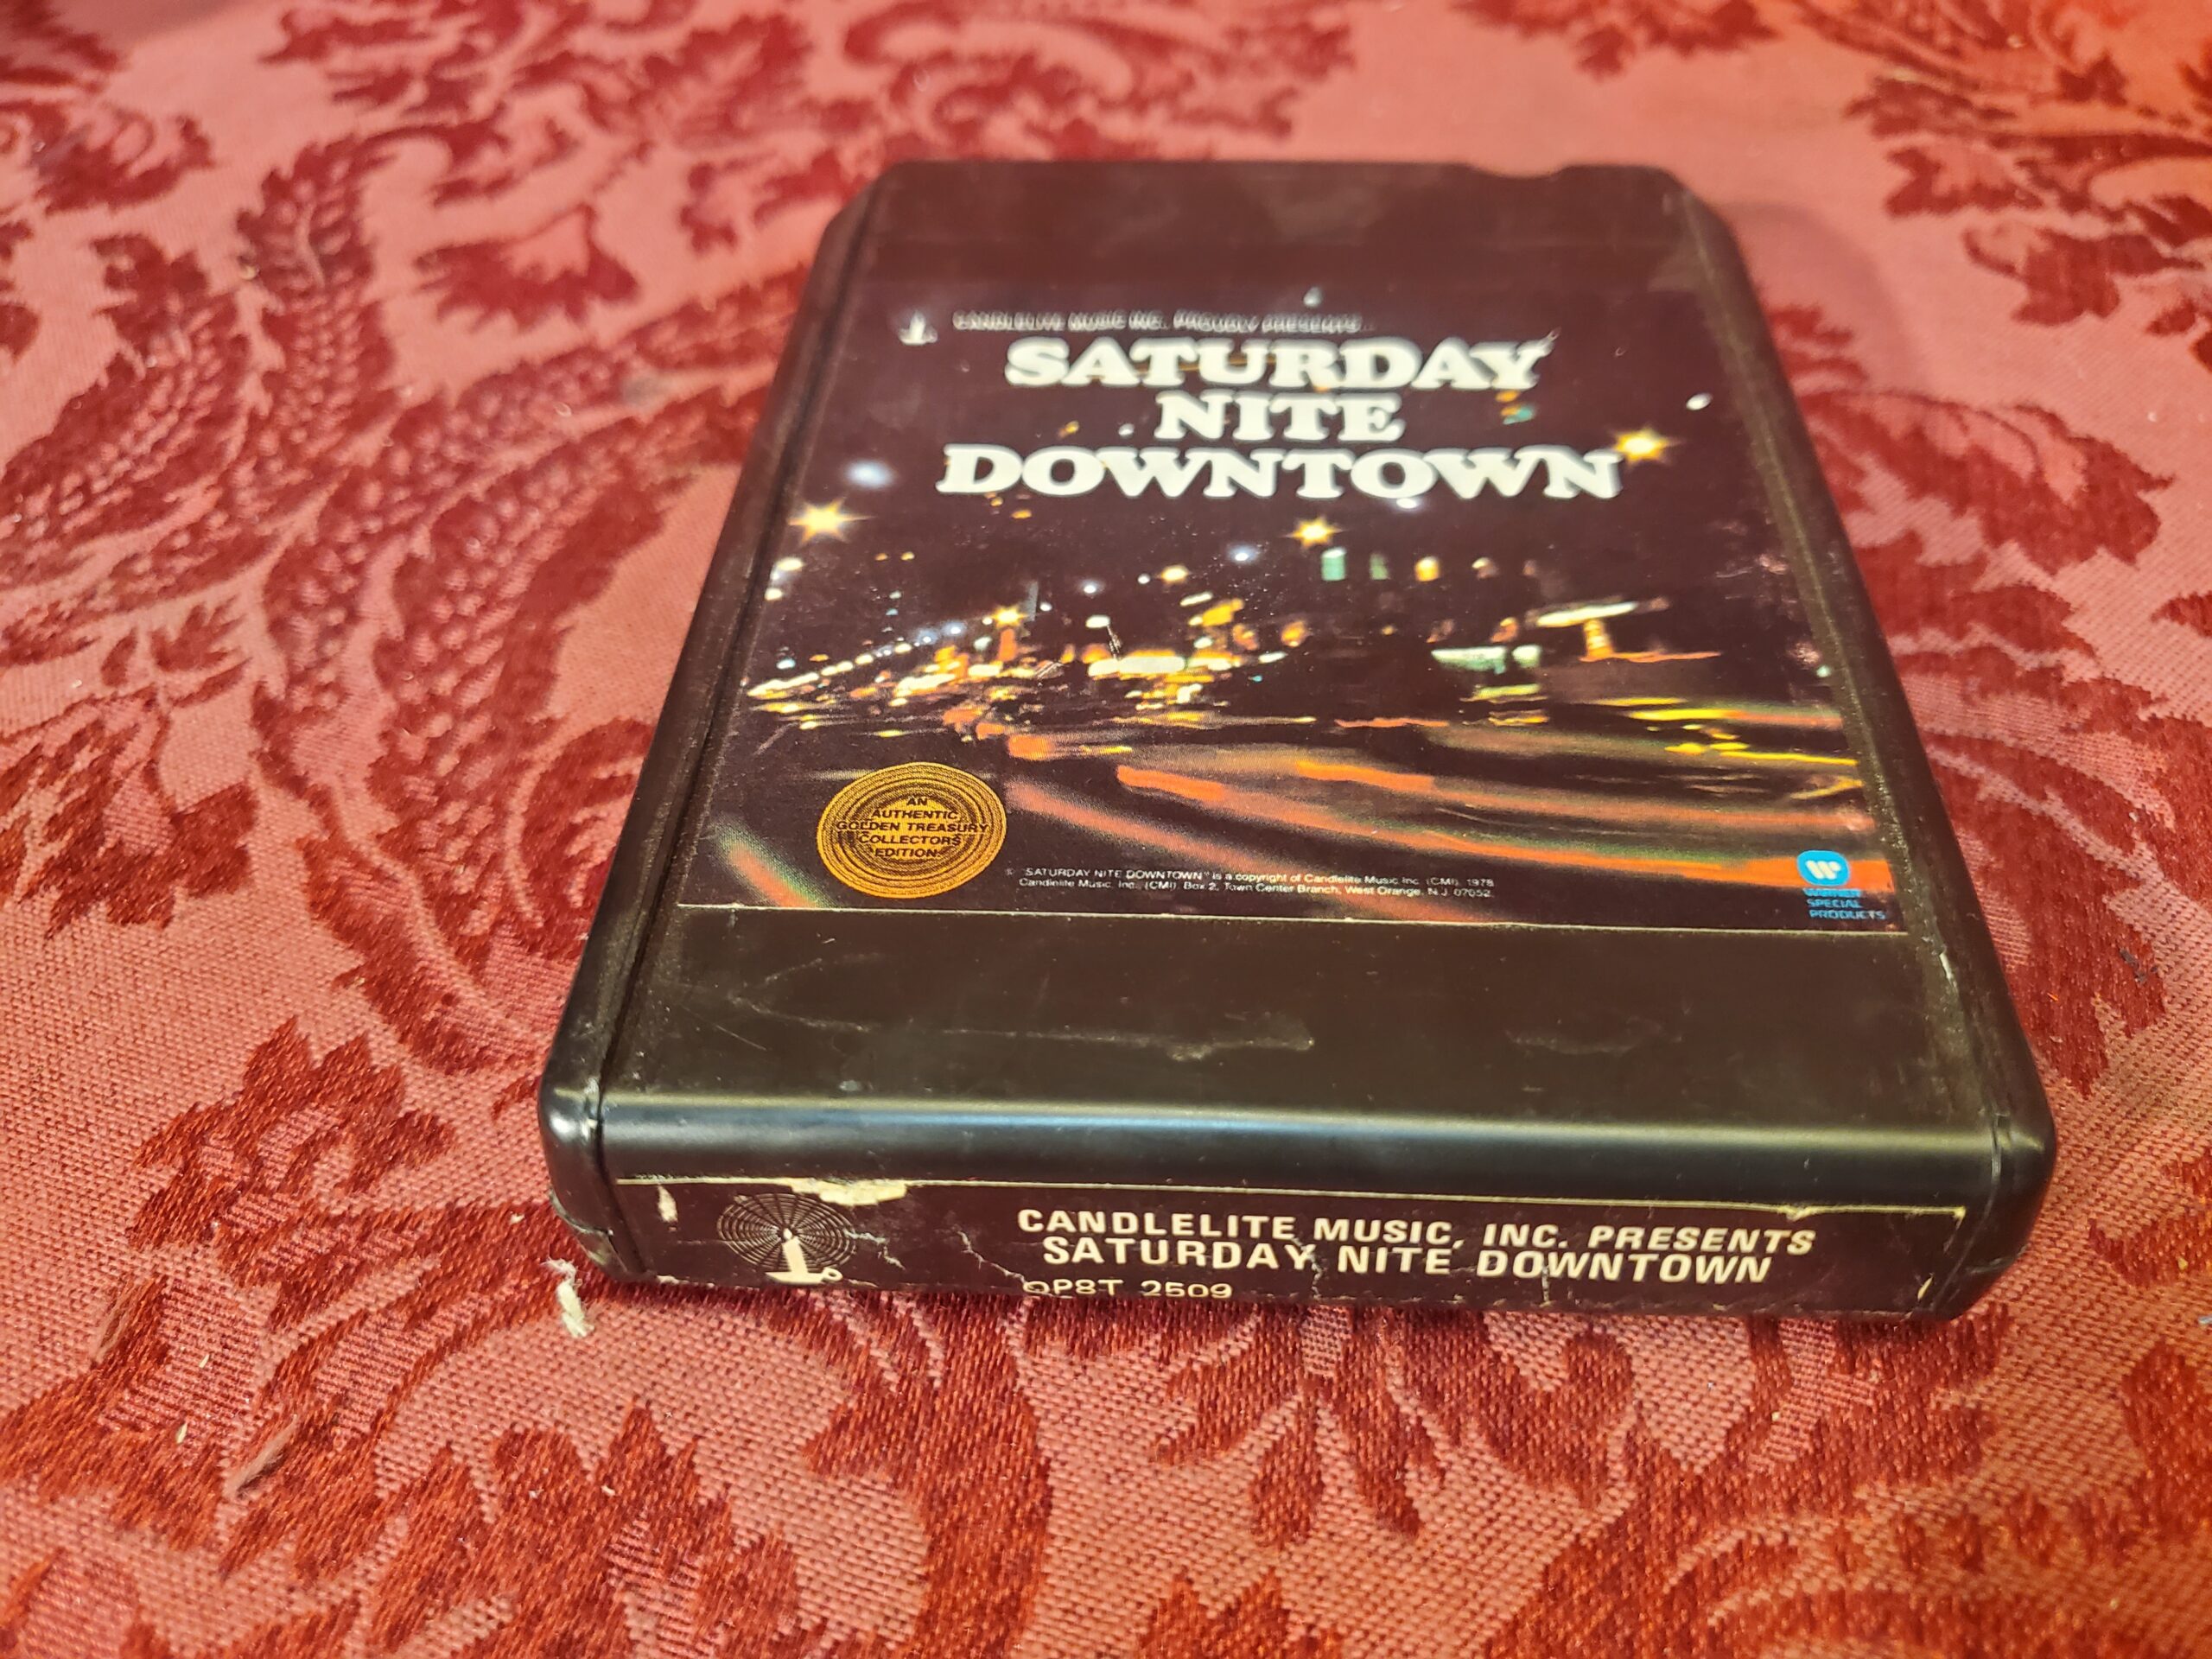 CANDLELITE MUSIC INC. PROUDLY PRESENTS...
SATURDAY
NITE
DOWNTOWN
AN
AUTHENTIC
GOLDEN TREASURY
COLLECTORS
EDITION.
© "SATURDAY NITE DOWNTOWN" is a copyright of Candlelite Music Inc. (CMI), 1978
Candlelite Music, Inc., (CMI), Box 2, Town Center Branch, West Orange, N.J. 07052.
WARNER
SPECIAL
PRODUCTS
CANDLELITE MUSIC, INC. PRESENTS
SATURDAY NITE DOWNTOWN
OP8T 2509